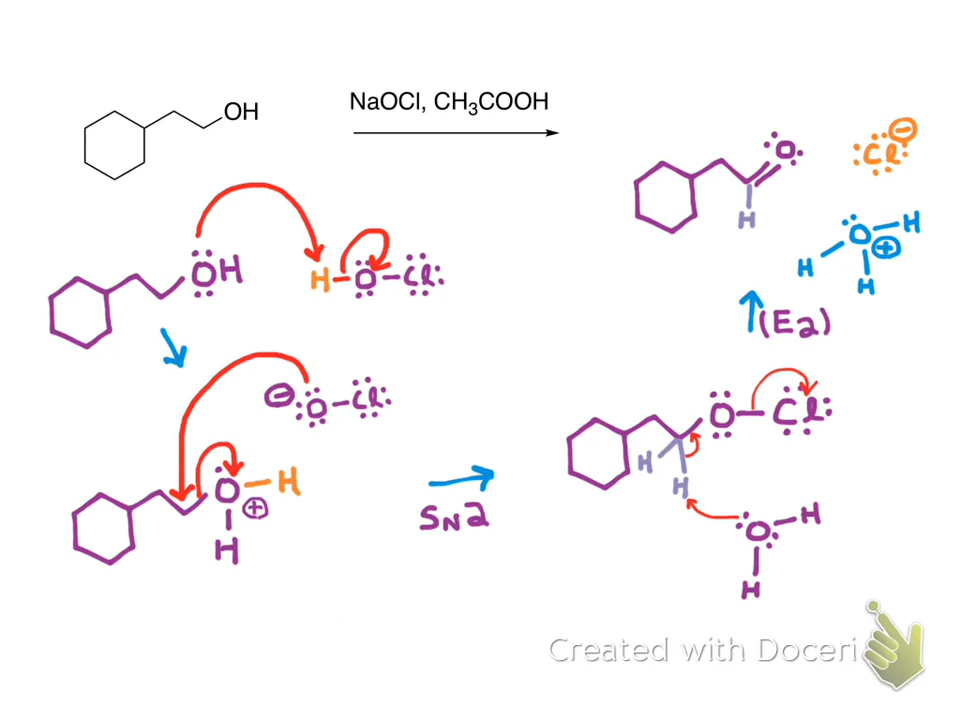 NaOCl, CH₃COOH
OH
O
H
Cl
⊖
H
O
H
⊕
H
OH
H-O-Cl
(E2)
⊖ O-Cl
O-Cl
H
H
O-H
⊕
H
SN2
O-H
H
Created with Doceri